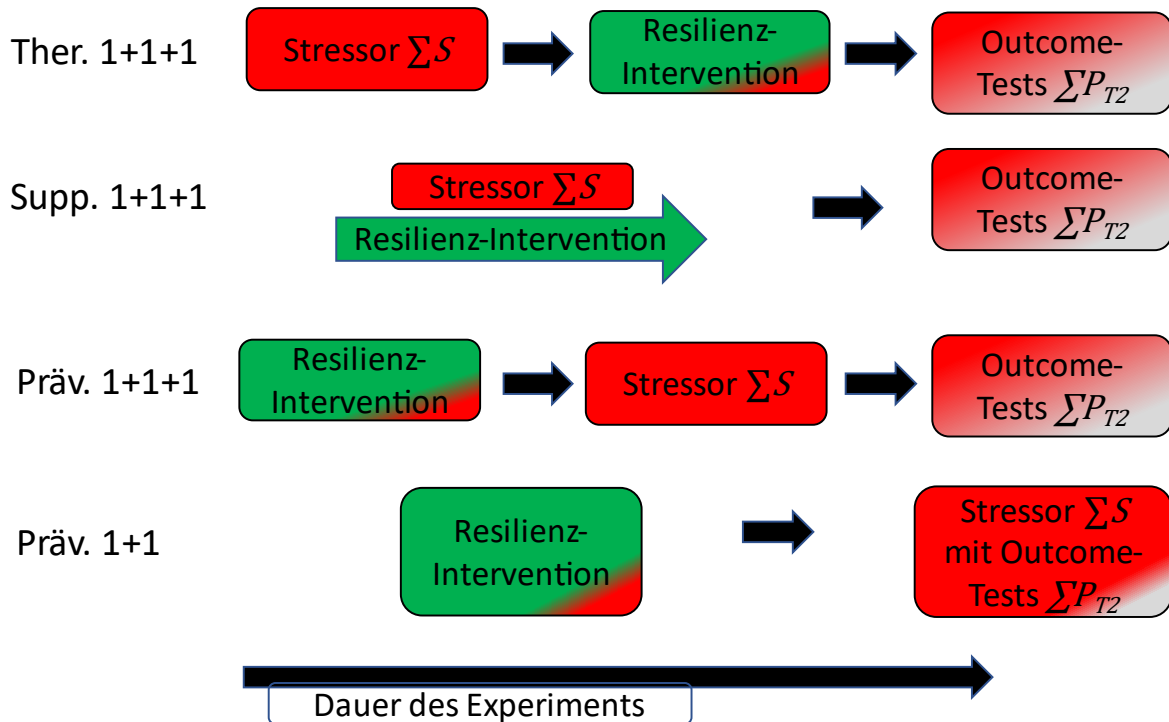 Ther. 1+1+1
Stressor ∑S
Resilienz-
Intervention
Outcome-
Tests ∑P_T2
Supp. 1+1+1
Stressor ∑S
Resilienz-Intervention
Outcome-
Tests ∑P_T2
Präv. 1+1+1
Resilienz-
Intervention
Stressor ∑S
Outcome-
Tests ∑P_T2
Präv. 1+1
Resilienz-
Intervention
Stressor ∑S
mit Outcome-
Tests ∑P_T2
Dauer des Experiments